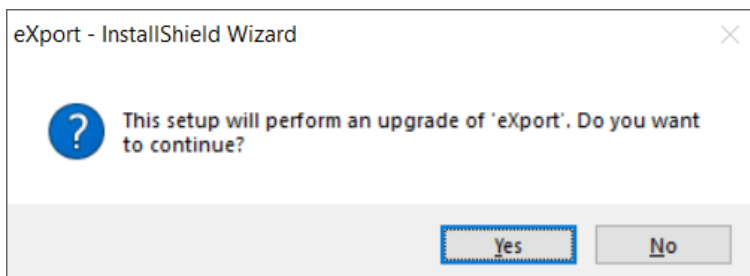 eXport - InstallShield Wizard
This setup will perform an upgrade of 'eXport'. Do you want
to continue?
Yes
No